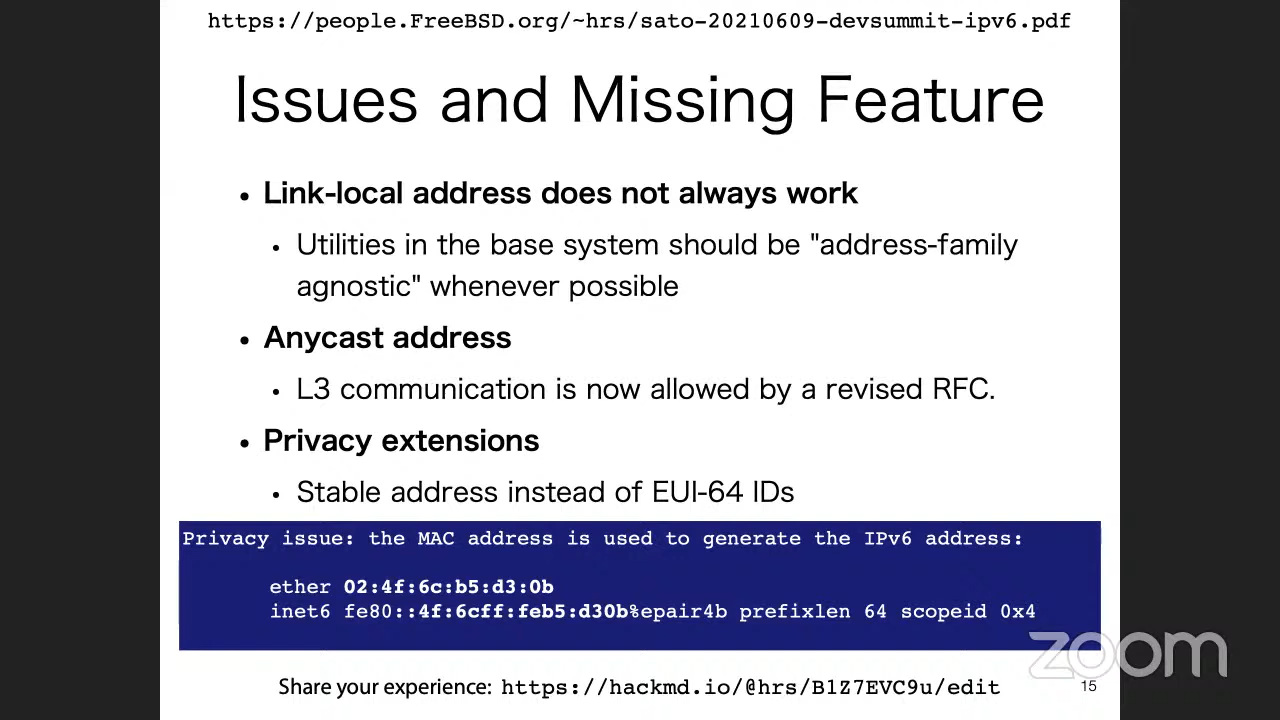 https://people.FreeBSD.org/~hrs/sato-20210609-devsummit-ipv6.pdf
Issues and Missing Feature
• Link-local address does not always work
• Utilities in the base system should be "address-family
agnostic" whenever possible
• Anycast address
• L3 communication is now allowed by a revised RFC.
• Privacy extensions
• Stable address instead of EUI-64 IDs
Privacy issue: the MAC address is used to generate the IPv6 address:
ether 02:4f:6c:b5:d3:0b
inet6 fe80::4f:6cff:feb5:d30b%epair4b prefixlen 64 scopeid 0x4
zoom
Share your experience: https://hackmd.io/@hrs/B1Z7EVC9u/edit
15